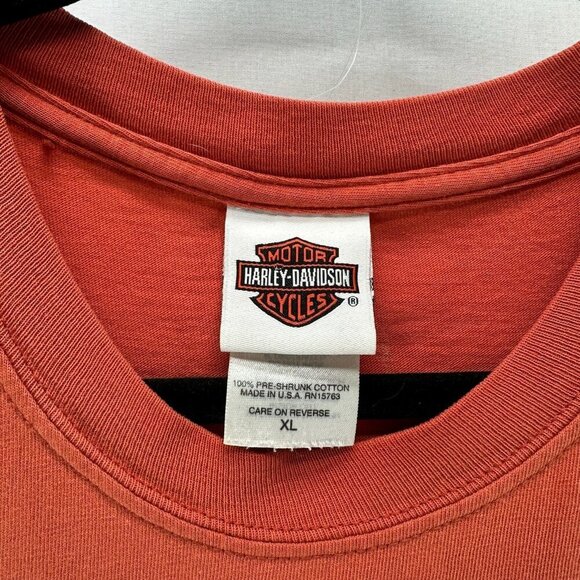 MOTOR
HARLEY-DAVIDSON
CYCLES ®
100% PRE-SHRUNK COTTON
MADE IN U.S.A. RN15763
CARE ON REVERSE
XL